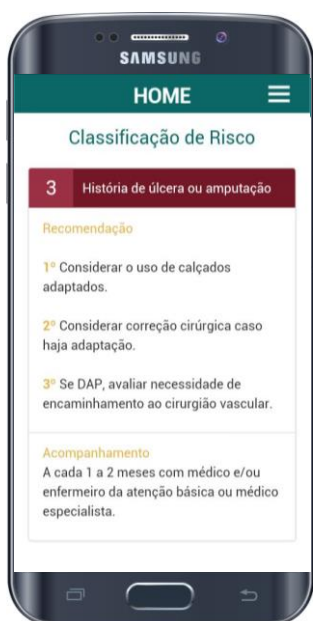 SAMSUNG
HOME
Classificação de Risco
3 História de úlcera ou amputação
Recomendação
1º Considerar o uso de calçados
adaptados.
2º Considerar correção cirúrgica caso
haja adaptação.
3º Se DAP, avaliar necessidade de
encaminhamento ao cirurgião vascular.
Acompanhamento
A cada 1 a 2 meses com médico e/ou
enfermeiro da atenção básica ou médico
especialista.